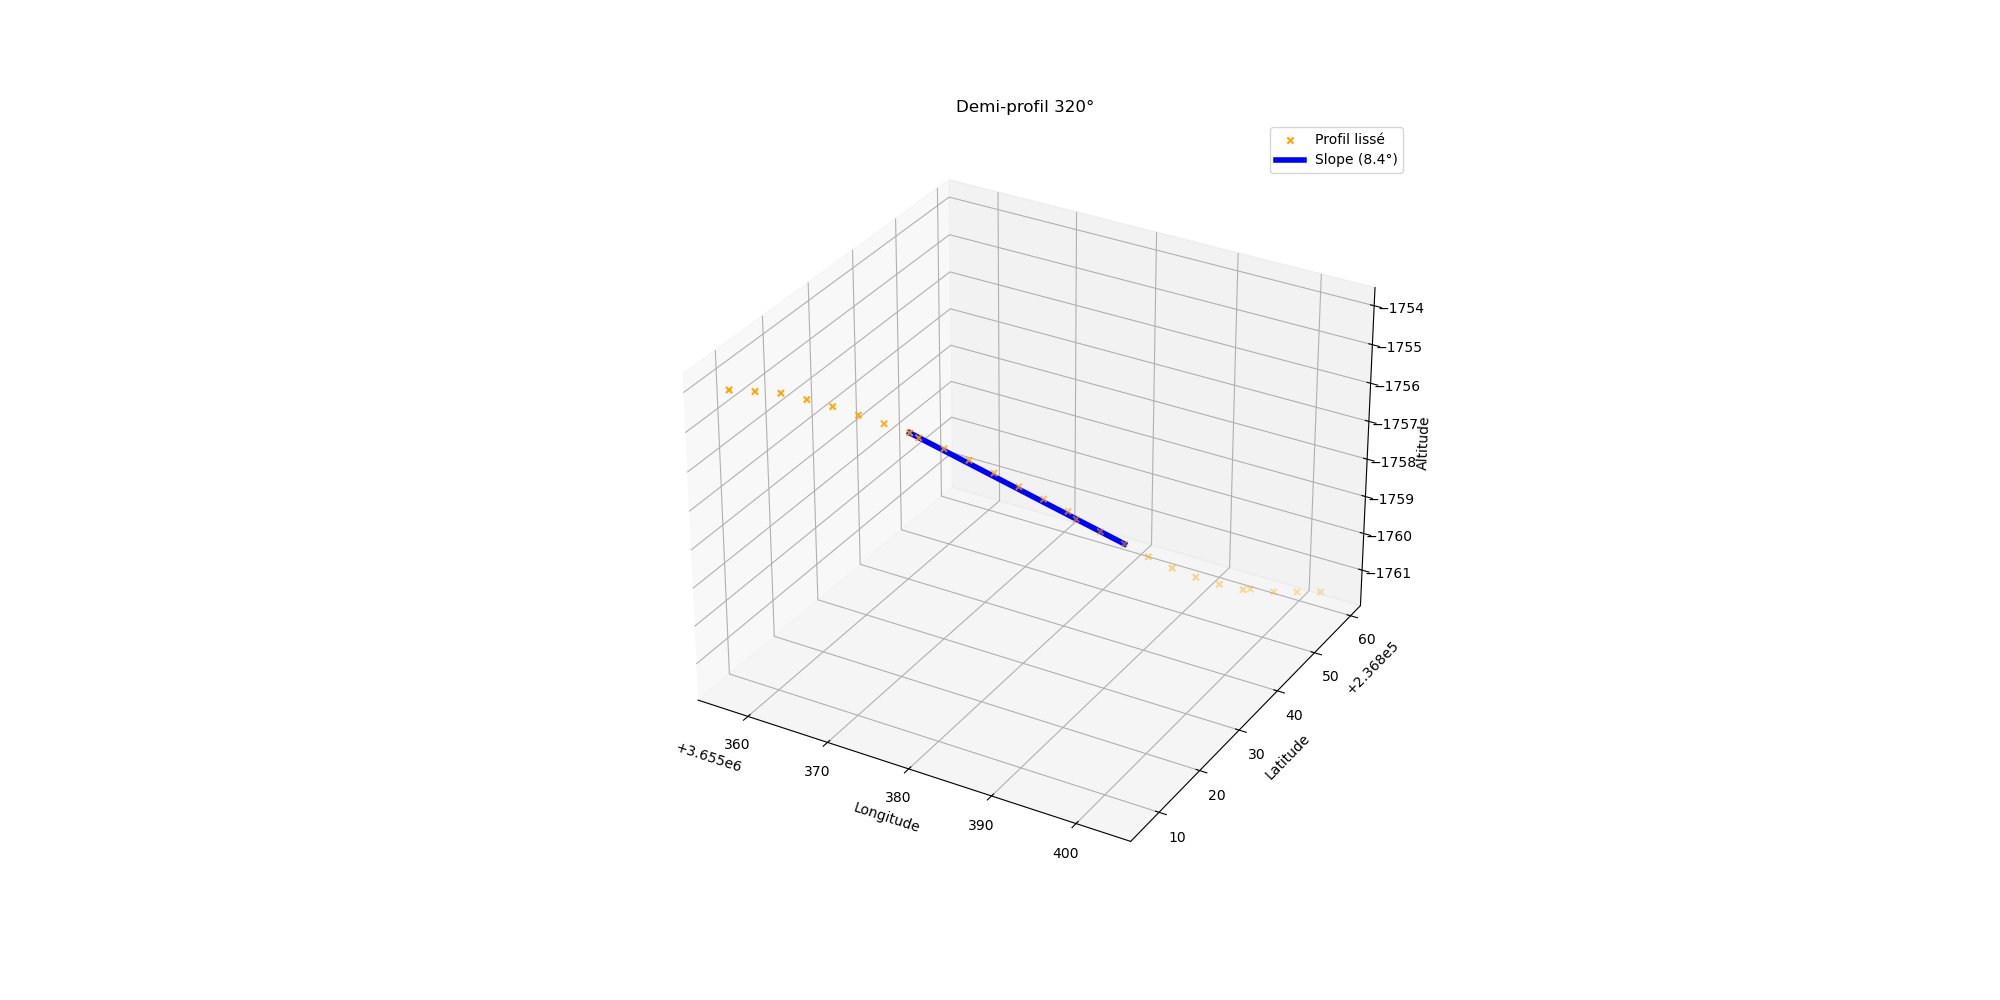 Demi-profil 320°
Profil lissé
Slope (8.4°)
−1754
−1755
−1756
−1757
−1758
−1759
−1760
−1761
Altitude
60
50
40
30
20
10
+2.368e5
Latitude
360
370
380
390
400
+3.655e6
Longitude